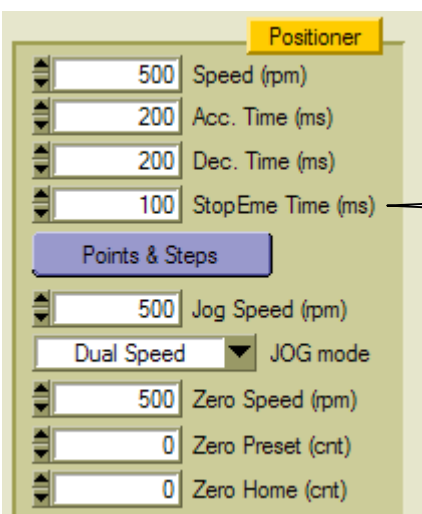 Positioner
500 Speed (rpm)
200 Acc. Time (ms)
200 Dec. Time (ms)
100 StopEme Time (ms)
Points & Steps
500 Jog Speed (rpm)
Dual Speed JOG mode
500 Zero Speed (rpm)
0 Zero Preset (cnt)
0 Zero Home (cnt)